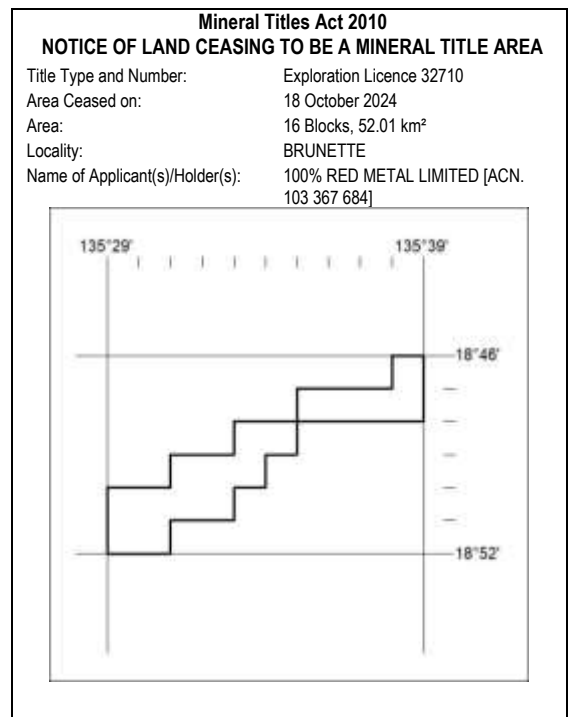 Mineral Titles Act 2010
NOTICE OF LAND CEASING TO BE A MINERAL TITLE AREA
Title Type and Number: Exploration Licence 32710
Area Ceased on: 18 October 2024
Area: 16 Blocks, 52.01 km²
Locality: BRUNETTE
Name of Applicant(s)/Holder(s): 100% RED METAL LIMITED [ACN.
103 367 684]
135°29' 135°39'
18°46'
18°52'